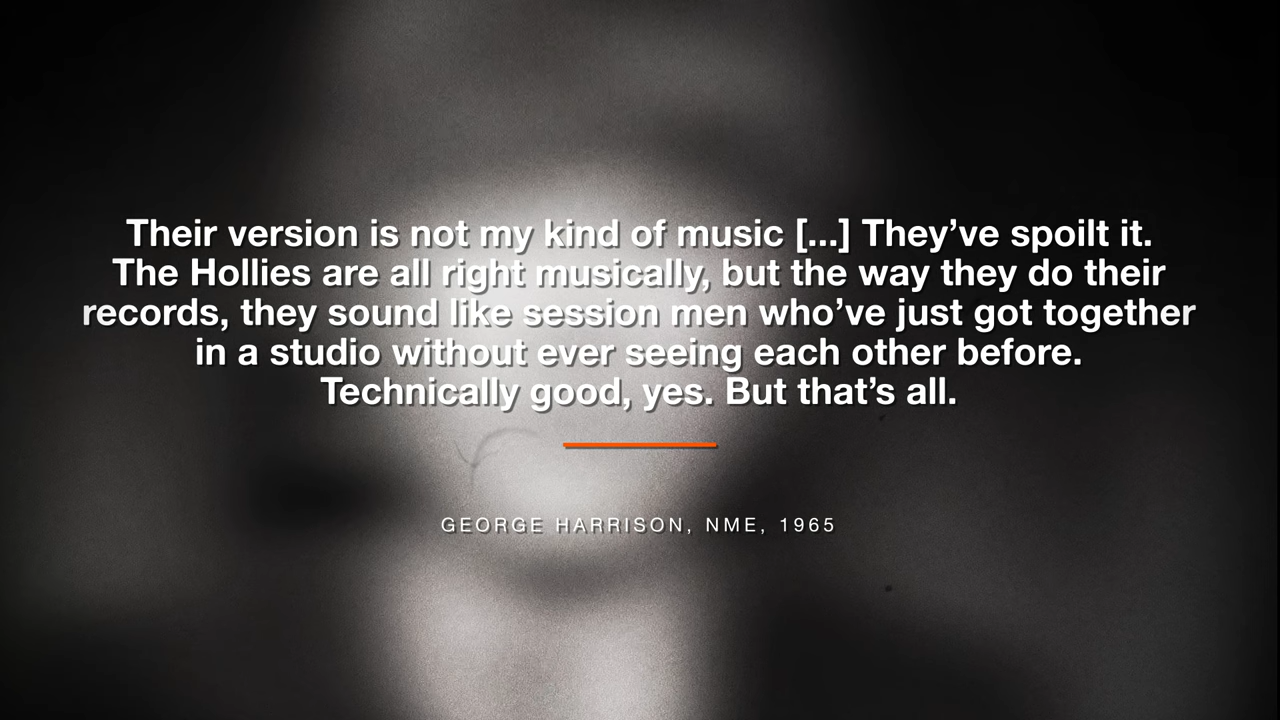 Their version is not my kind of music [...] They’ve spoilt it.
The Hollies are all right musically, but the way they do their
records, they sound like session men who’ve just got together
in a studio without ever seeing each other before.
Technically good, yes. But that’s all.
GEORGE HARRISON, NME, 1965